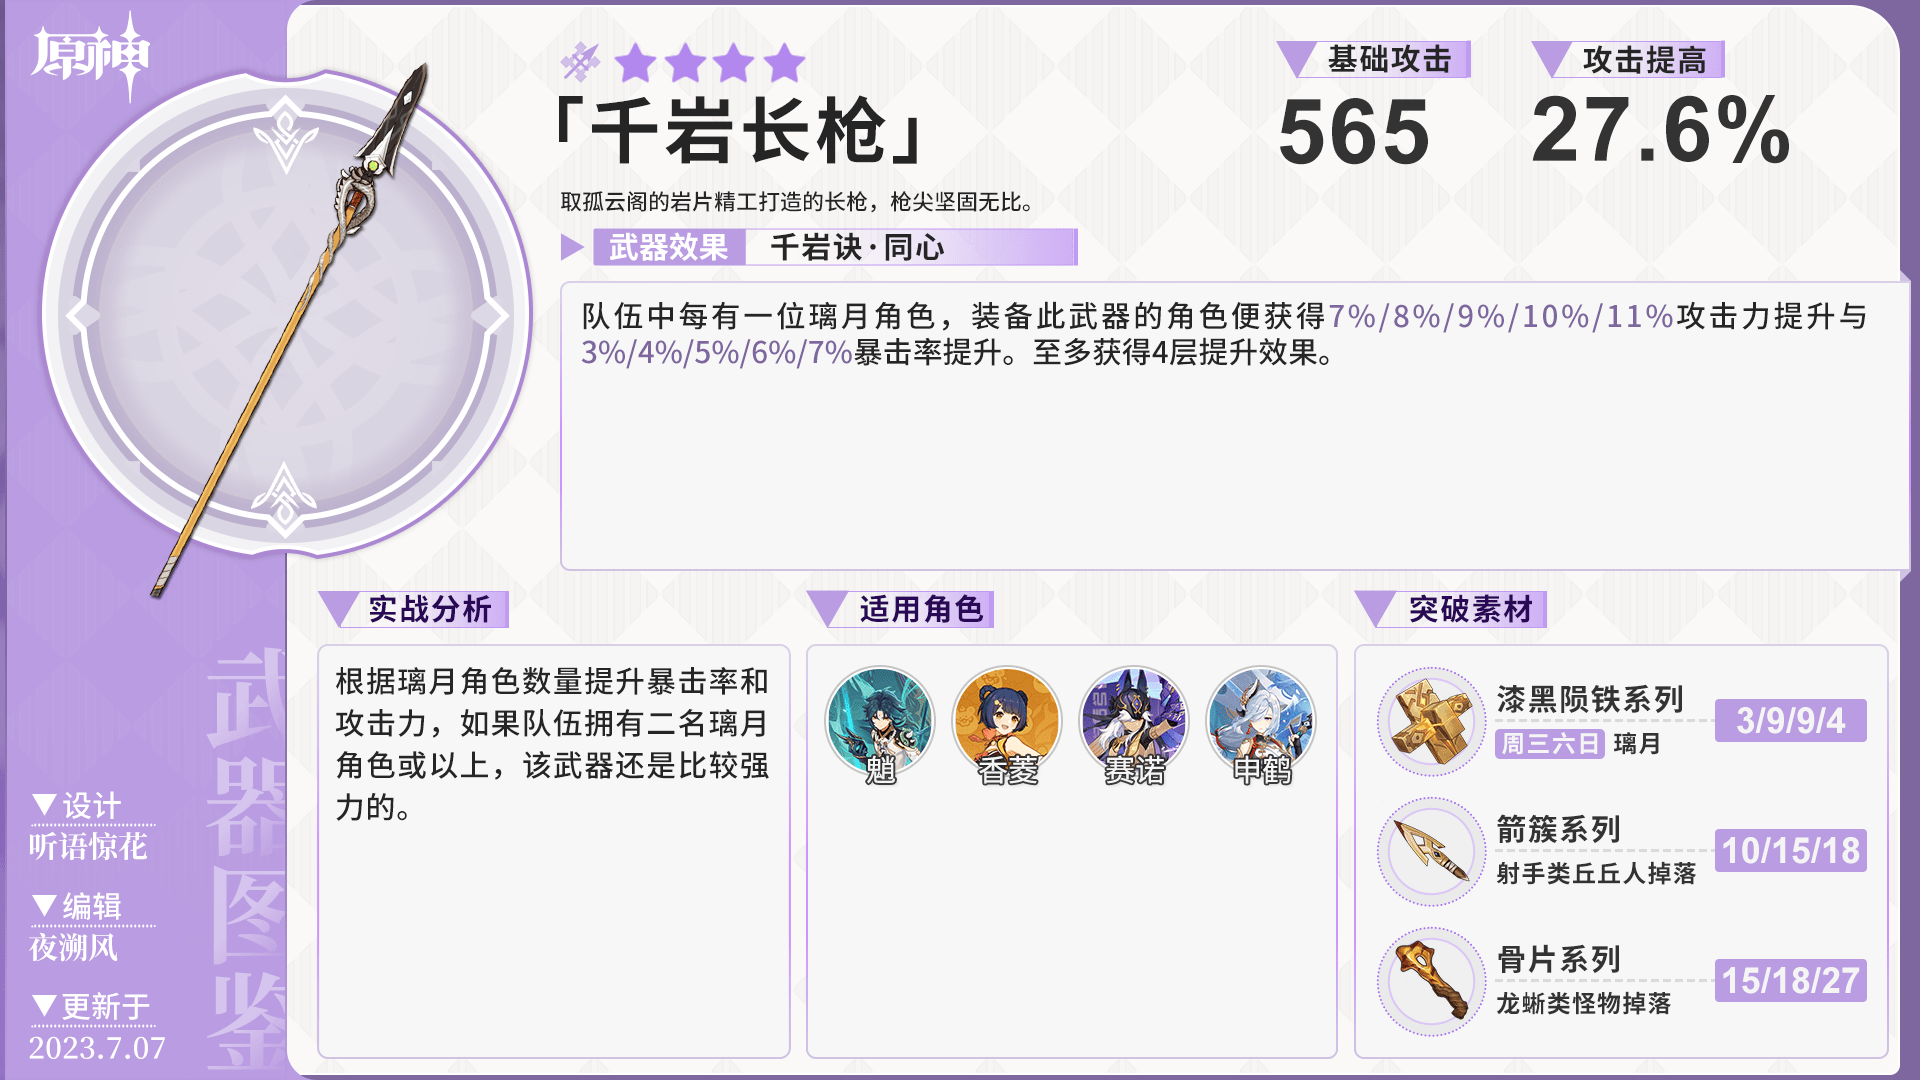 原神
「千岩长枪」
基础攻击
565
攻击提高
27.6%
取孤云阁的岩片精工打造的长枪，枪尖坚固无比。
武器效果
千岩诀·同心
队伍中每有一位璃月角色，装备此武器的角色便获得7%/8%/9%/10%/11%攻击力提升与
3%/4%/5%/6%/7%暴击率提升。至多获得4层提升效果。
实战分析
根据璃月角色数量提升暴击率和
攻击力，如果队伍拥有二名璃月
角色或以上，该武器还是比较强
力的。
适用角色
魈
香菱
赛诺
申鹤
突破素材
漆黑陨铁系列
周三六日 璃月
3/9/9/4
箭簇系列
射手类丘丘人掉落
10/15/18
骨片系列
龙蜥类怪物掉落
15/18/27
武器图鉴
▼设计
听语惊花
▼编辑
夜溯风
▼更新于
2023.7.07